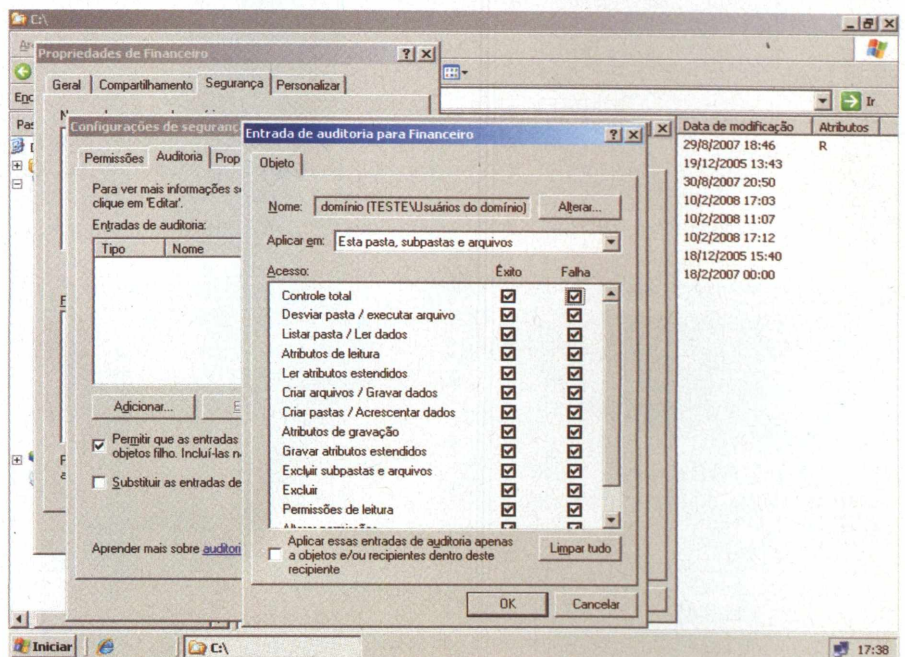 C:\
Propriedades de Financeiro
Geral Compartilhamento Segurança Personalizar
Ir
Data de modificação Atributos
29/8/2007 18:46 R
19/12/2005 13:43
30/8/2007 20:50
10/2/2008 17:03
10/2/2008 11:07
10/2/2008 17:12
18/12/2005 15:40
18/2/2007 00:00
Configurações de seguranç
Permissões Auditoria Prop
Para ver mais informações s
clique em 'Editar'.
Entradas de auditoria:
Tipo Nome
Adicionar... E
Permitir que as entradas
objetos filho. Incluí-las n
Substituir as entradas de
Aprender mais sobre auditori
Entrada de auditoria para Financeiro
Objeto
Nome: domínio (TESTE\Usuários do domínio) Alterar...
Aplicar em: Esta pasta, subpastas e arquivos
Acesso: Êxito Falha
Controle total
Desviar pasta / executar arquivo
Listar pasta / Ler dados
Atributos de leitura
Ler atributos estendidos
Criar arquivos / Gravar dados
Criar pastas / Acrescentar dados
Atributos de gravação
Gravar atributos estendidos
Excluir subpastas e arquivos
Excluir
Permissões de leitura
Aplicar essas entradas de auditoria apenas
a objetos e/ou recipientes dentro deste
recipiente
Limpar tudo
OK Cancelar
Iniciar C:\ 17:38